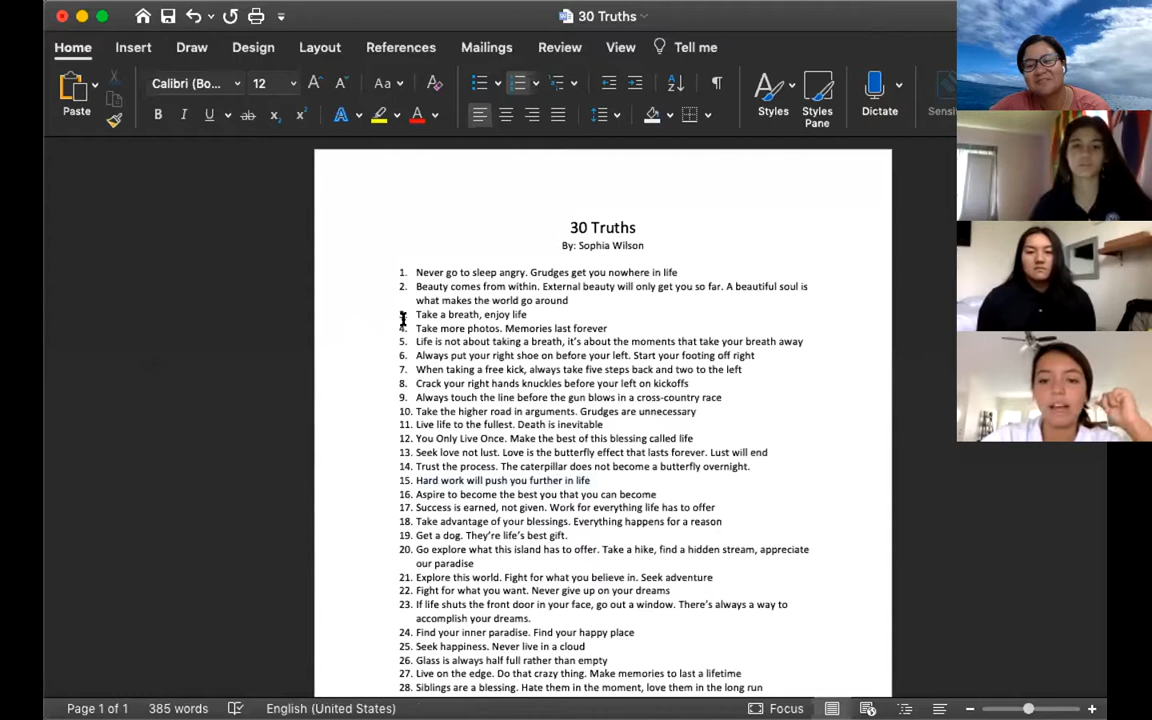 30 Truths
Home Insert Draw Design Layout References Mailings Review View Tell me
Calibri (Bo... 12 Aa
Paste B I U ab x2 x2 A A Styles Styles Pane Dictate
30 Truths
By: Sophia Wilson
1. Never go to sleep angry. Grudges get you nowhere in life
2. Beauty comes from within. External beauty will only get you so far. A beautiful soul is
what makes the world go around
3. Take a breath, enjoy life
4. Take more photos. Memories last forever
5. Life is not about taking a breath, it's about the moments that take your breath away
6. Always put your right shoe on before your left. Start your footing off right
7. When taking a free kick, always take five steps back and two to the left
8. Crack your right hands knuckles before your left on kickoffs
9. Always touch the line before the gun blows in a cross-country race
10. Take the higher road in arguments. Grudges are unnecessary
11. Live life to the fullest. Death is inevitable
12. You Only Live Once. Make the best of this blessing called life
13. Seek love not lust. Love is the butterfly effect that lasts forever. Lust will end
14. Trust the process. The caterpillar does not become a butterfly overnight.
15. Hard work will push you further in life
16. Aspire to become the best you that you can become
17. Success is earned, not given. Work for everything life has to offer
18. Take advantage of your blessings. Everything happens for a reason
19. Get a dog. They're life's best gift.
20. Go explore what this island has to offer. Take a hike, find a hidden stream, appreciate
our paradise
21. Explore this world. Fight for what you believe in. Seek adventure
22. Fight for what you want. Never give up on your dreams
23. If life shuts the front door in your face, go out a window. There's always a way to
accomplish your dreams.
24. Find your inner paradise. Find your happy place
25. Seek happiness. Never live in a cloud
26. Glass is always half full rather than empty
27. Live on the edge. Do that crazy thing. Make memories to last a lifetime
28. Siblings are a blessing. Hate them in the moment, love them in the long run
Page 1 of 1 385 words English (United States) Focus